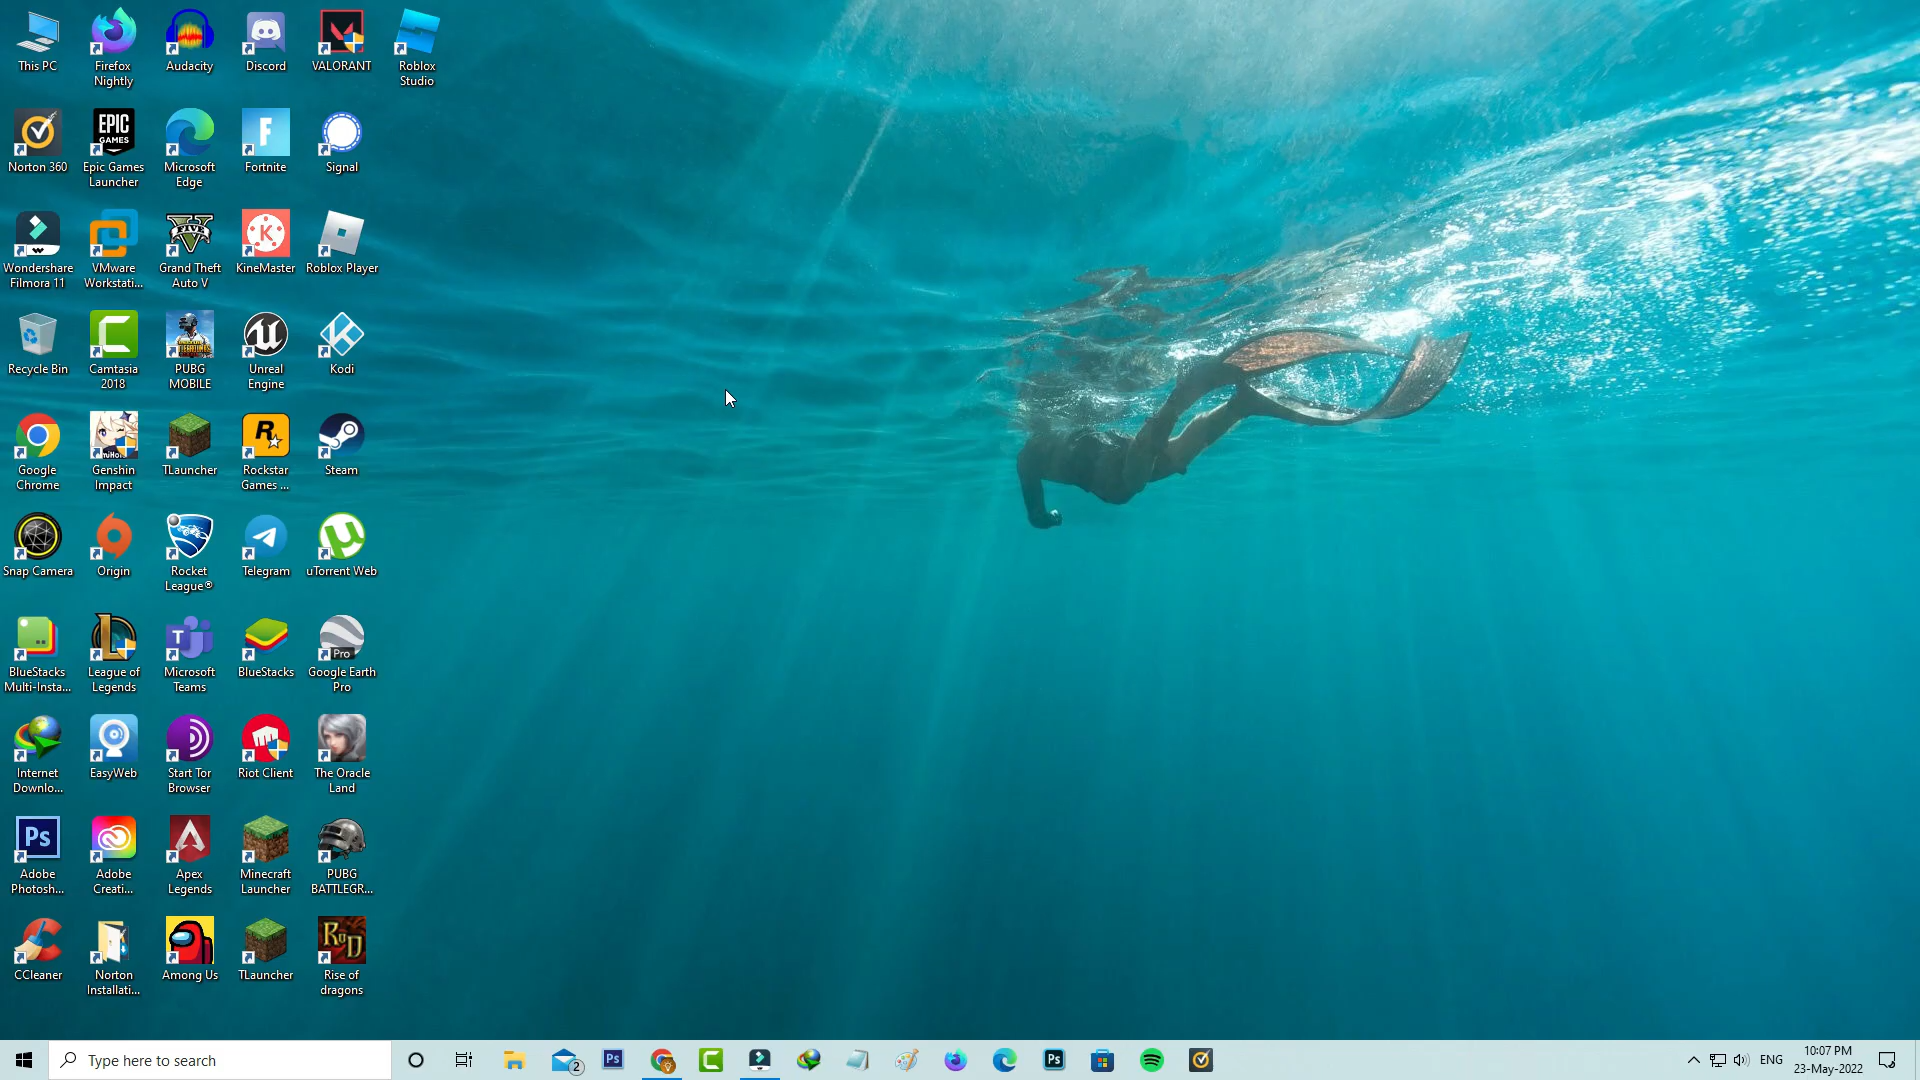 This PC
Firefox
Nightly
Audacity
Discord
VALORANT
Roblox
Studio
Norton 360
EPIC
GAMES
Epic Games
Launcher
Microsoft
Edge
F
Fortnite
Signal
Wondershare
Filmora 11
VMware
Workstati...
FIVE
Grand Theft
Auto V
K
KineMaster
Roblox Player
Recycle Bin
Camtasia
2018
PUBG
MOBILE
Unreal
Engine
Kodi
Google
Chrome
Genshin
Impact
TLauncher
R
Rockstar
Games ...
Steam
Snap Camera
Origin
Rocket
League®
Telegram
uTorrent Web
BlueStacks
Multi-Insta...
League of
Legends
T
Microsoft
Teams
BlueStacks
Pro
Google Earth
Pro
Internet
Downlo...
EasyWeb
Start Tor
Browser
Riot Client
The Oracle
Land
Ps
Adobe
Photosh...
Adobe
Creati...
Apex
Legends
Minecraft
Launcher
PUBG
BATTLEGR...
CCleaner
Norton
Installati...
Among Us
TLauncher
RoD
Rise of
dragons
Type here to search
2
Ps
Ps
ENG
10:07 PM
23-May-2022